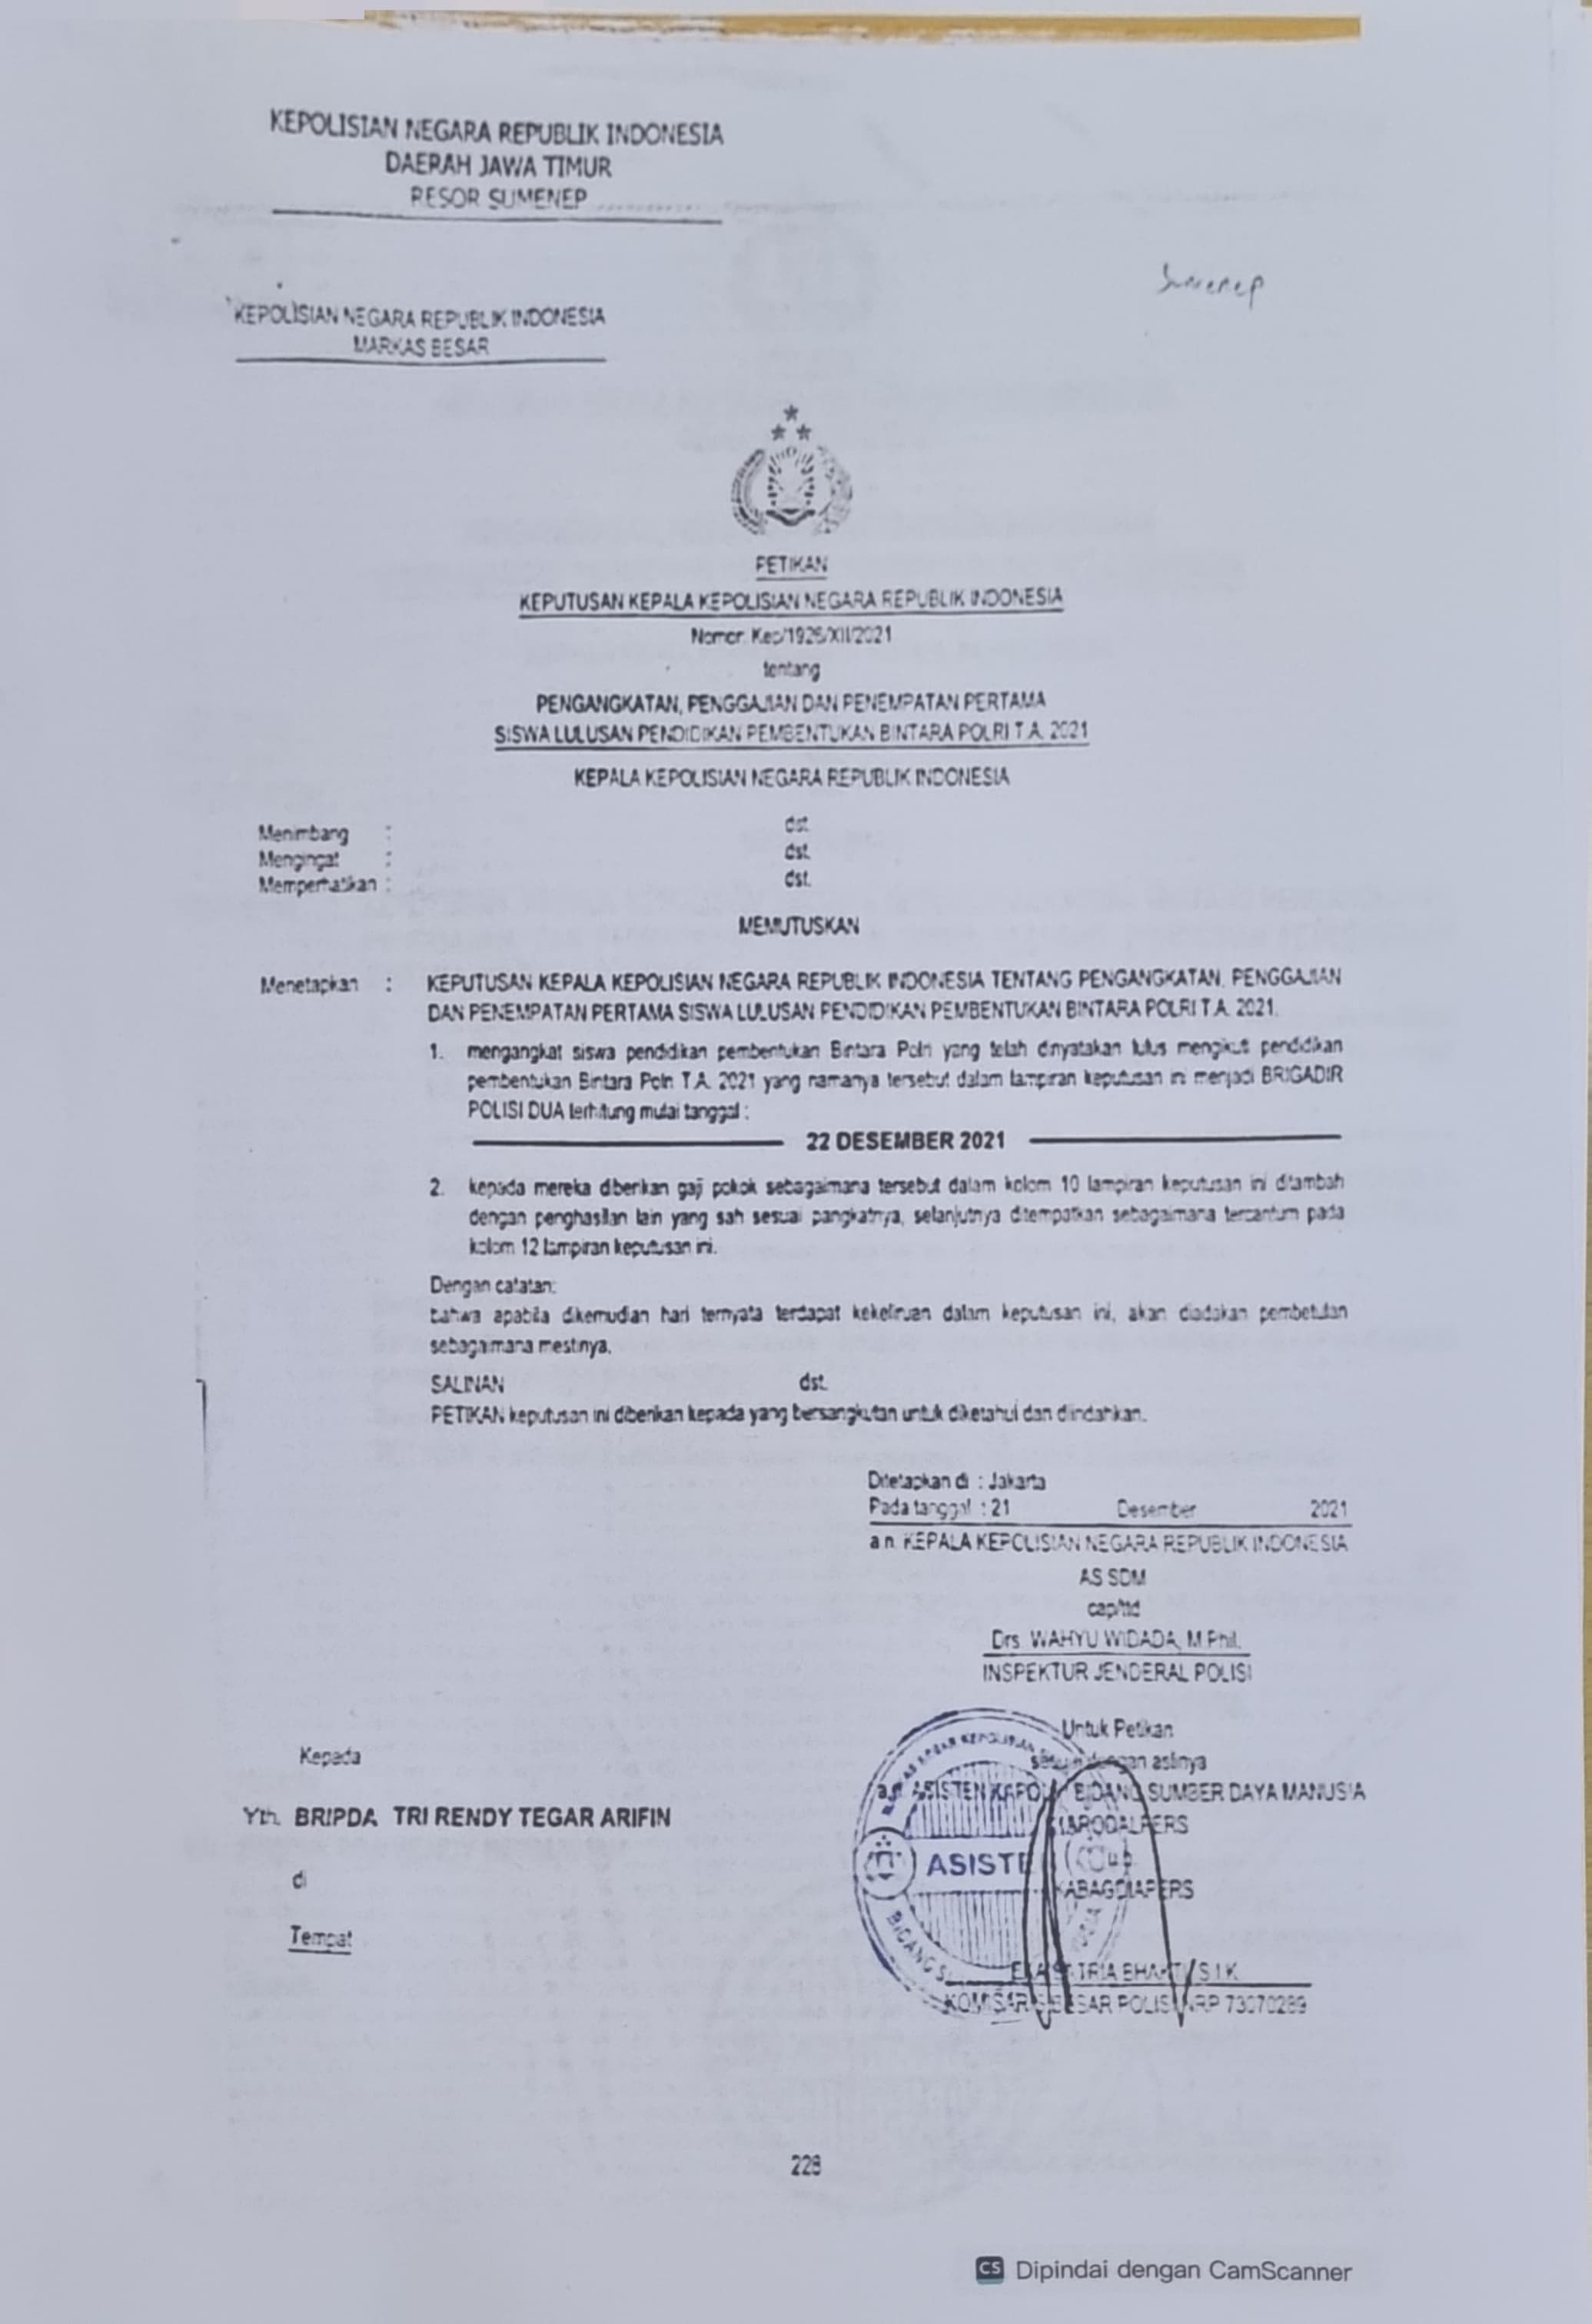 KEPOLISIAN NEGARA REPUBLIK INDONESIA
DAERAH JAWA TIMUR
RESOR SUMENEP
Sumenep
KEPOLISIAN NEGARA REPUBLIK INDONESIA
MARKAS BESAR
PETIKAN
KEPUTUSAN KEPALA KEPOLISIAN NEGARA REPUBLIK INDONESIA
Nomor: Kep/1926/XII/2021
tentang
PENGANGKATAN, PENGGAJIAN DAN PENEMPATAN PERTAMA
SISWA LULUSAN PENDIDIKAN PEMBENTUKAN BINTARA POLRI T.A. 2021
KEPALA KEPOLISIAN NEGARA REPUBLIK INDONESIA
Menimbang : dst.
Mengingat : dst.
Memperhatikan : dst.
MEMUTUSKAN
Menetapkan : KEPUTUSAN KEPALA KEPOLISIAN NEGARA REPUBLIK INDONESIA TENTANG PENGANGKATAN, PENGGAJIAN
DAN PENEMPATAN PERTAMA SISWA LULUSAN PENDIDIKAN PEMBENTUKAN BINTARA POLRI T.A. 2021.
1. mengangkat siswa pendidikan pembentukan Bintara Polri yang telah dinyatakan lulus mengikuti pendidikan
pembentukan Bintara Polri T.A. 2021 yang namanya tersebut dalam lampiran keputusan ini menjadi BRIGADIR
POLISI DUA terhitung mulai tanggal :
22 DESEMBER 2021
2. kepada mereka diberikan gaji pokok sebagaimana tersebut dalam kolom 10 lampiran keputusan ini ditambah
dengan penghasilan lain yang sah sesuai pangkatnya, selanjutnya ditempatkan sebagaimana tercantum pada
kolom 12 lampiran keputusan ini.
Dengan catatan:
bahwa apabila dikemudian hari ternyata terdapat kekeliruan dalam keputusan ini, akan diadakan pembetulan
sebagaimana mestinya.
SALINAN dst.
PETIKAN keputusan ini diberikan kepada yang bersangkutan untuk diketahui dan diindahkan.
Ditetapkan di : Jakarta
Pada tanggal : 21 Desember 2021
a.n. KEPALA KEPOLISIAN NEGARA REPUBLIK INDONESIA
AS SDM
cap/ttd
Drs. WAHYU WIDADA, M.Phil.
INSPEKTUR JENDERAL POLISI
Untuk Petikan
sesuai dengan aslinya
a.n. ASISTEN KAPOLRI BIDANG SUMBER DAYA MANUSIA
KARODALPERS
u.b.
KABAGDIAPERS
SATRIA BHAKTI, S.I.K.
KOMISARIS BESAR POLISI NRP 73070289
ASISTE
BIDANG S
Kepada
Yth. BRIPDA TRI RENDY TEGAR ARIFIN
di
Tempat
228
CS Dipindai dengan CamScanner